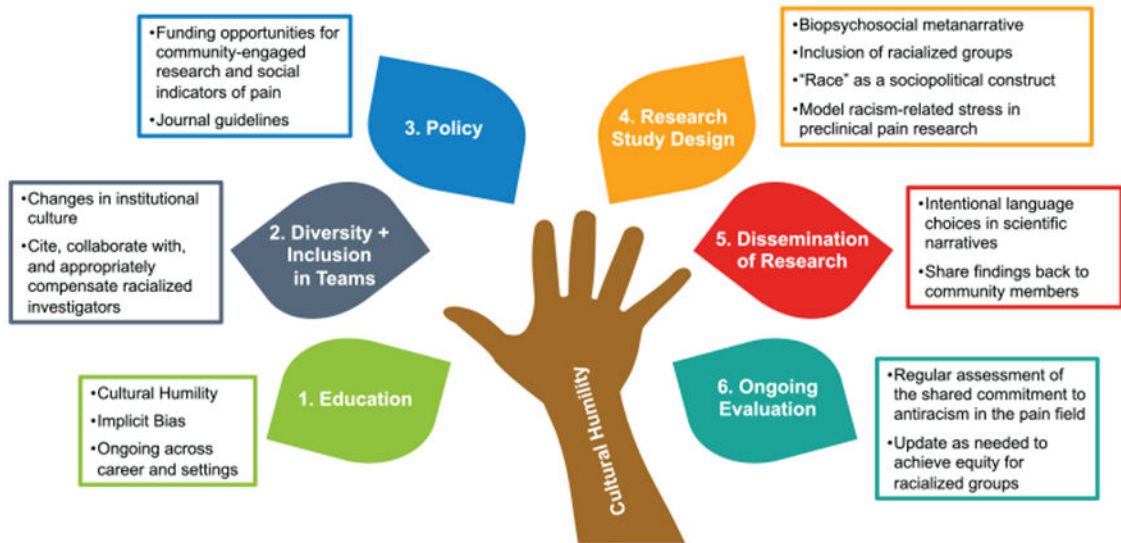 •Funding opportunities for
community-engaged
research and social
indicators of pain
•Journal guidelines
3. Policy
•Biopsychosocial metanarrative
•Inclusion of racialized groups
•“Race” as a sociopolitical construct
•Model racism-related stress in
preclinical pain research
4. Research
Study Design
•Changes in institutional
culture
•Cite, collaborate with,
and appropriately
compensate racialized
investigators
2. Diversity +
Inclusion
in Teams
5. Dissemination
of Research
•Intentional language
choices in scientific
narratives
•Share findings back to
community members
•Cultural Humility
•Implicit Bias
•Ongoing across
career and settings
1. Education
Cultural Humility
6. Ongoing
Evaluation
•Regular assessment of
the shared commitment to
antiracism in the pain field
•Update as needed to
achieve equity for
racialized groups